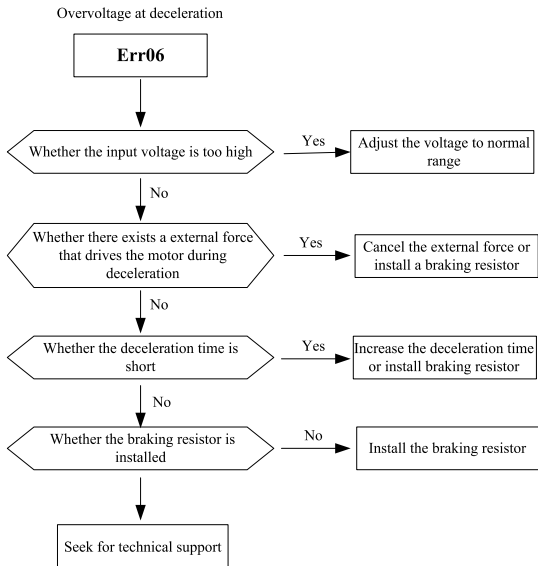 Overvoltage at deceleration
Err06
Whether the input voltage is too high
Yes
Adjust the voltage to normal
range
No
Whether there exists a external force
that drives the motor during
deceleration
Yes
Cancel the external force or
install a braking resistor
No
Whether the deceleration time is
short
Yes
Increase the deceleration time
or install braking resistor
No
Whether the braking resistor is
installed
No
Install the braking resistor
Seek for technical support